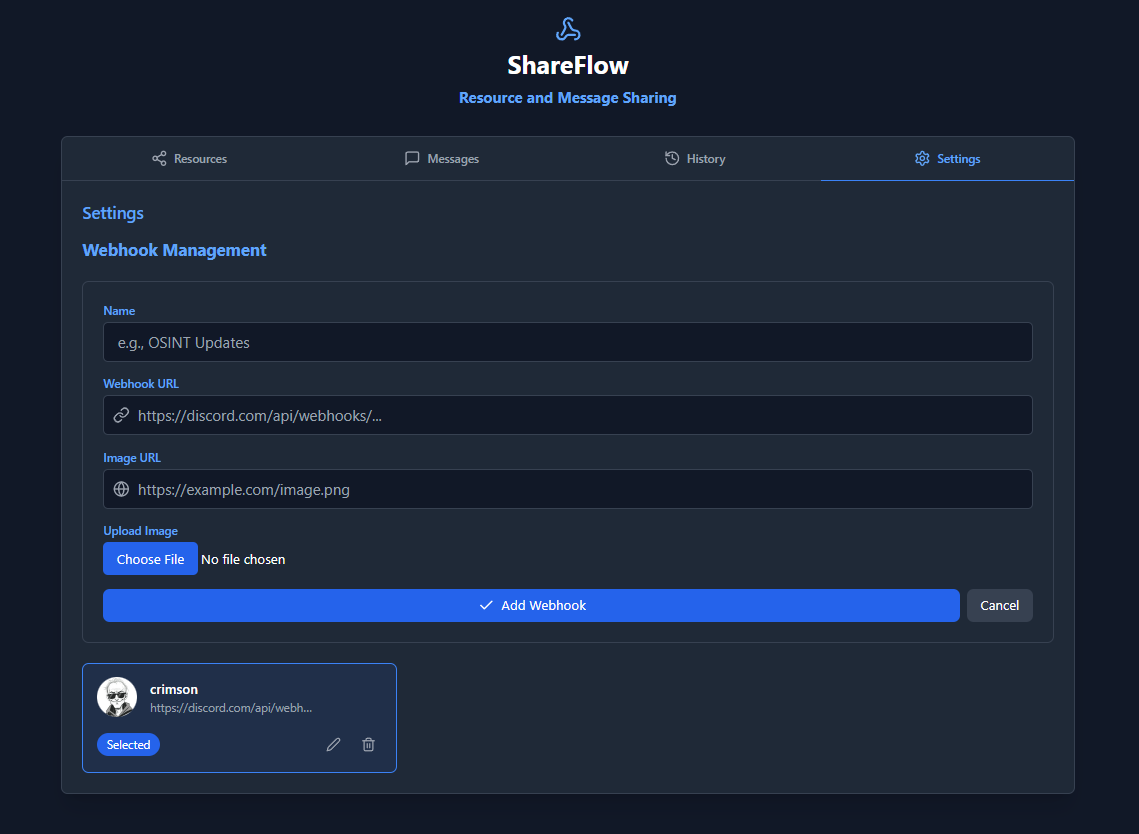 ShareFlow
Resource and Message Sharing
Resources
Messages
History
Settings
Settings
Webhook Management
Name
e.g., OSINT Updates
Webhook URL
https://discord.com/api/webhooks/...
Image URL
https://example.com/image.png
Upload Image
Choose File No file chosen
Add Webhook
Cancel
crimson
https://discord.com/api/webh...
Selected